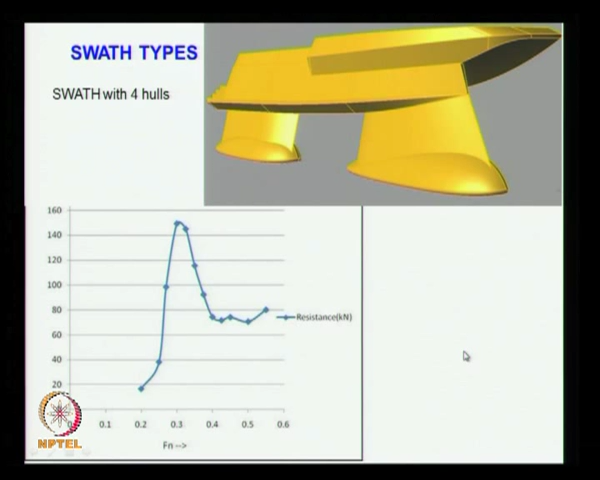 SWATH TYPES
SWATH with 4 hulls
160
140
120
100
80
60
40
20
0.1
0.2
0.3
0.4
0.5
0.6
Resistance(kN)
Fn -->
NPTEL